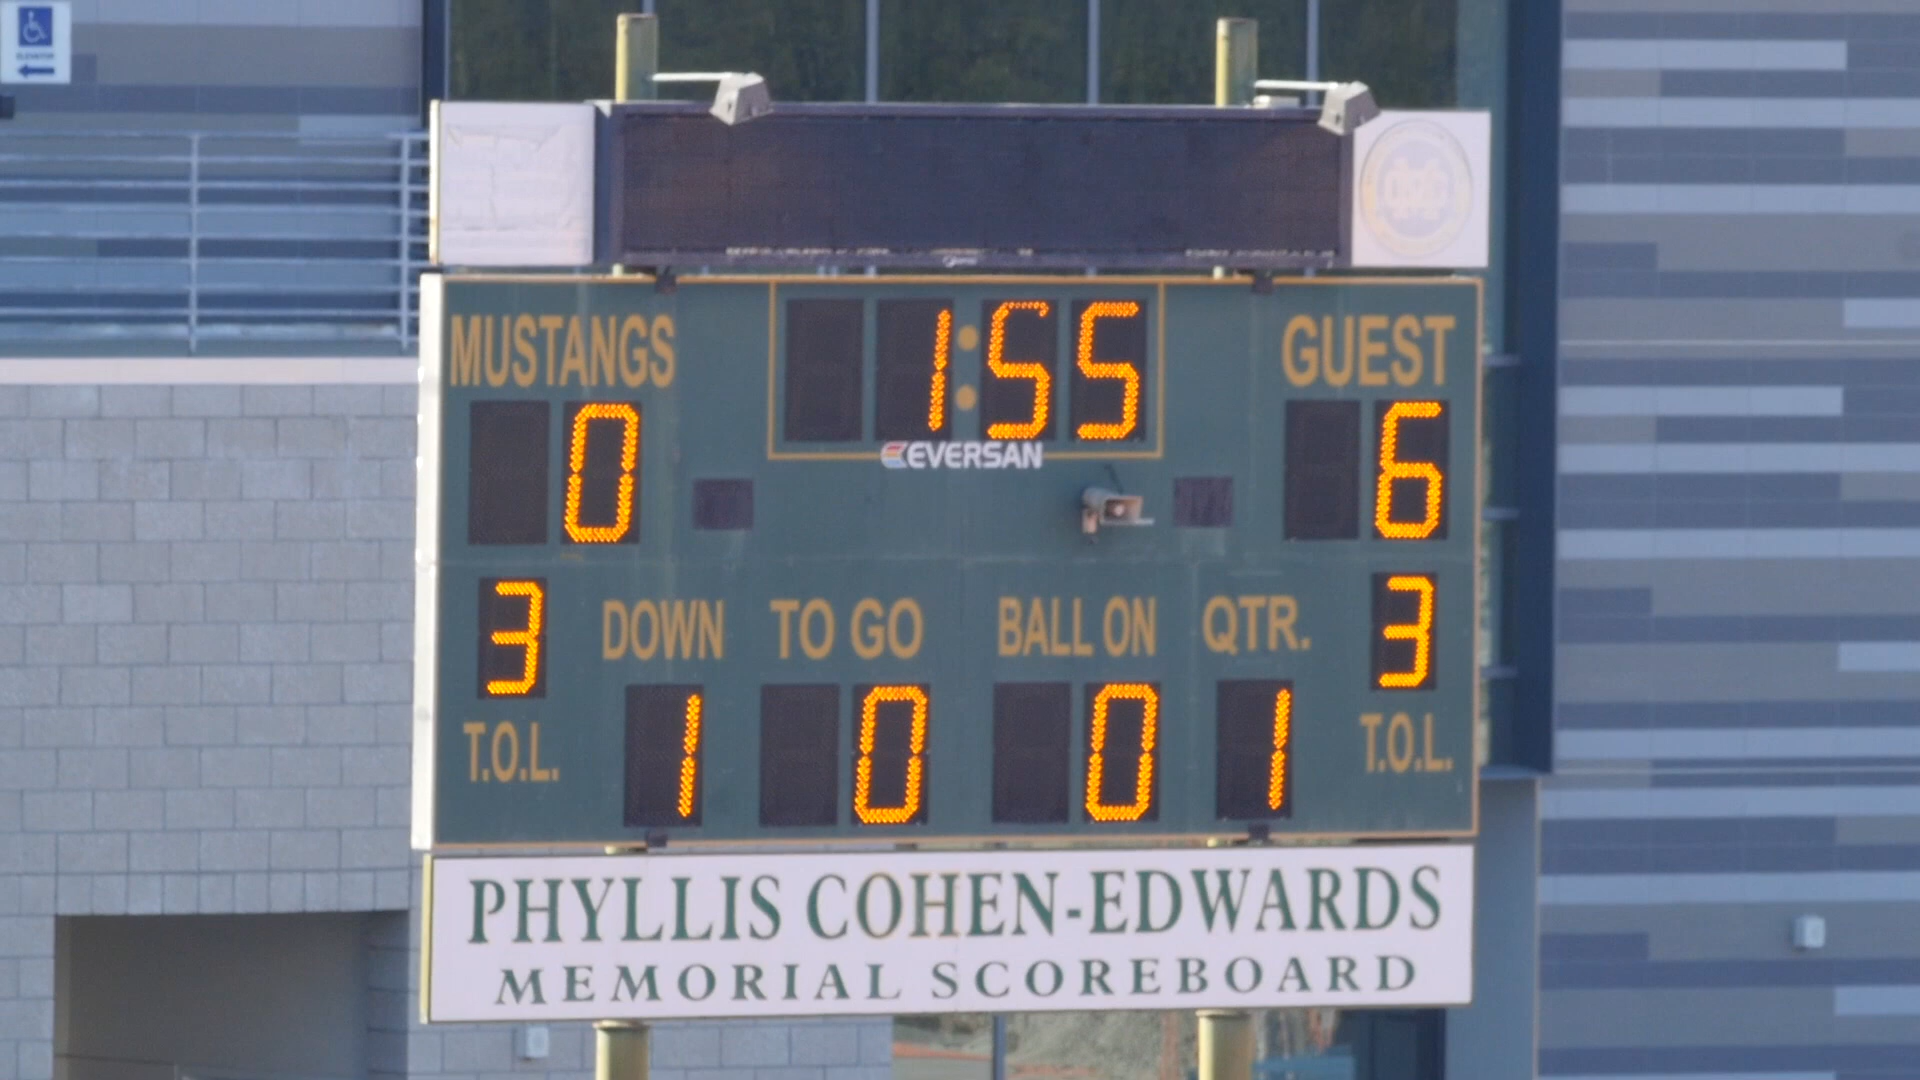 ELEVATOR
MUSTANGS 1:55 GUEST
EVERSAN
0 6
3 DOWN TO GO BALL ON QTR. 3
T.O.L. 1 0 0 1 T.O.L.
PHYLLIS COHEN-EDWARDS
MEMORIAL SCOREBOARD